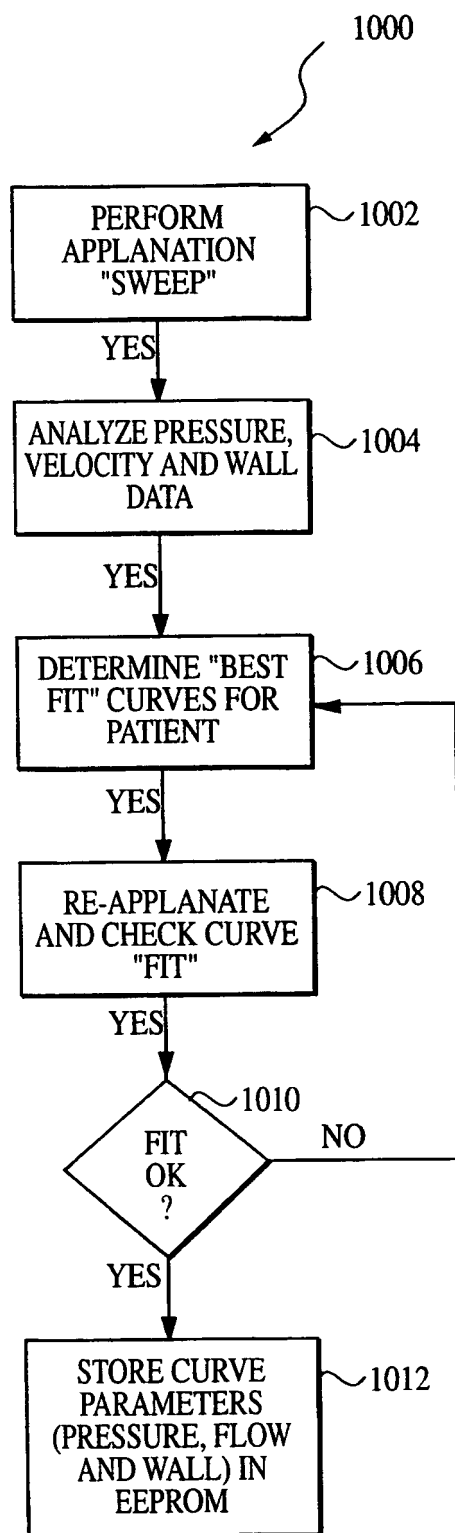 1000
PERFORM
APPLANATION
"SWEEP"
1002
YES
ANALYZE PRESSURE,
VELOCITY AND WALL
DATA
1004
YES
DETERMINE "BEST
FIT" CURVES FOR
PATIENT
1006
YES
RE-APPLANATE
AND CHECK CURVE
"FIT"
1008
YES
1010
FIT
OK
?
NO
YES
STORE CURVE
PARAMETERS
(PRESSURE, FLOW
AND WALL) IN
EEPROM
1012